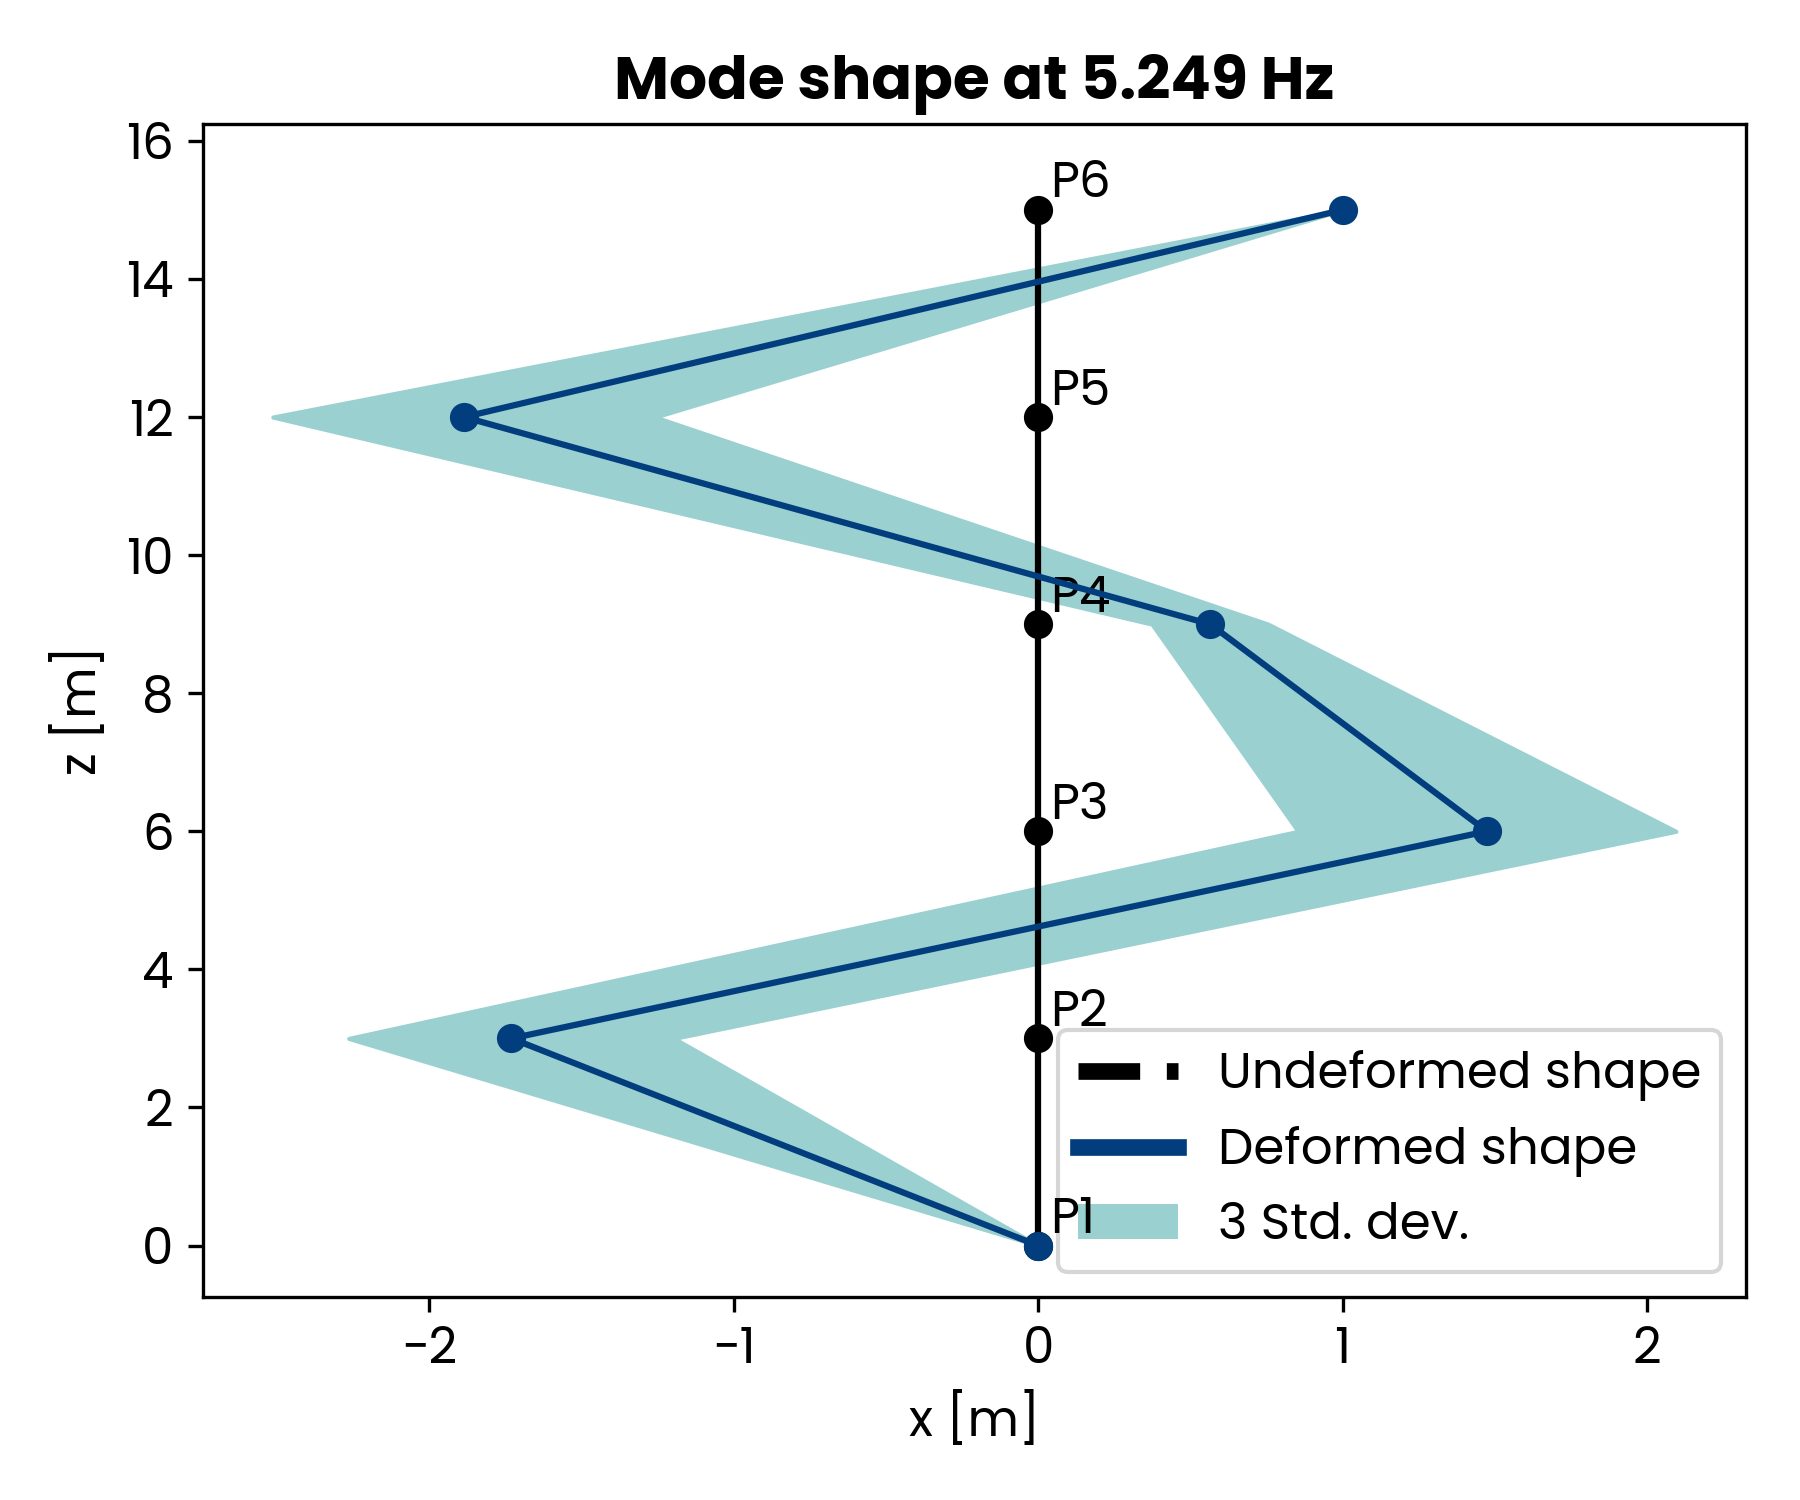 Mode shape at 5.249 Hz
16
14
12
10
8
6
4
2
0
z [m]
P6
P5
P4
P3
P2
P1
Undeformed shape
Deformed shape
3 Std. dev.
−2 −1 0 1 2
x [m]